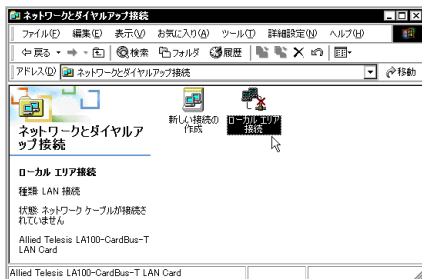 ネットワークとダイヤルアップ接続
ファイル(F) 編集(E) 表示(V) お気に入り(A) ツール(T) 詳細設定(N) ヘルプ(H)
戻る 検索 フォルダ 履歴
アドレス(D) ネットワークとダイヤルアップ接続 移動
ネットワークとダイヤルア
ップ接続
ローカル エリア接続
種類: LAN 接続
状態: ネットワーク ケーブルが接続さ
れていません
Allied Telesis LA100-CardBus-T
LAN Card
新しい接続の
作成
ローカル エリア
接続
Allied Telesis LA100-CardBus-T LAN Card